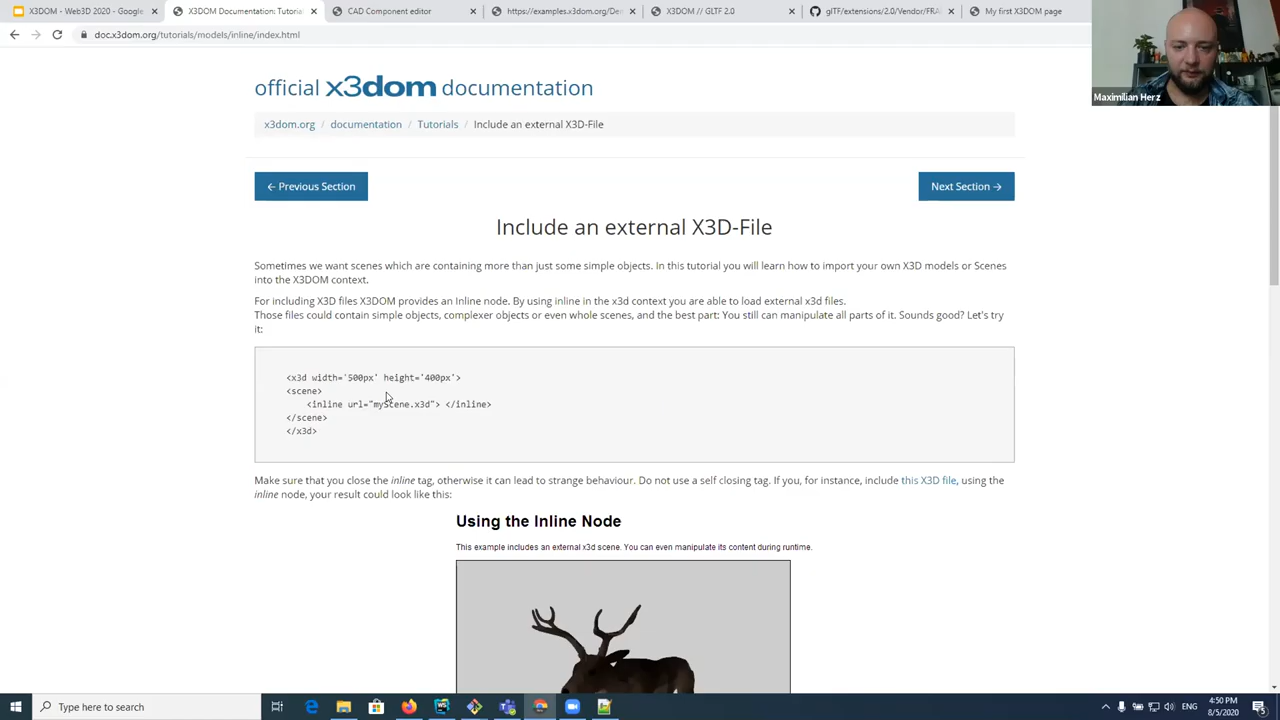 X3DOM - Web3D 2020 - Google
X3DOM Documentation: Tutoria
CAD Component editor
https://examples.x3dom.org/De
X3DOM // GLTF 2.0
glTF/extensions/2.0/Vendor/FRA
My first X3DOM page
doc.x3dom.org/tutorials/models/inline/index.html
Maximilian Herz
official x3dom documentation
x3dom.org / documentation / Tutorials / Include an external X3D-File
← Previous Section
Next Section →
Include an external X3D-File
Sometimes we want scenes which are containing more than just some simple objects. In this tutorial you will learn how to import your own X3D models or Scenes
into the X3DOM context.
For including X3D files X3DOM provides an Inline node. By using inline in the x3d context you are able to load external x3d files.
Those files could contain simple objects, complexer objects or even whole scenes, and the best part: You still can manipulate all parts of it. Sounds good? Let's try
it:
<x3d width='500px' height='400px'>
<scene>
<inline url="myScene.x3d"> </inline>
</scene>
</x3d>
Make sure that you close the inline tag, otherwise it can lead to strange behaviour. Do not use a self closing tag. If you, for instance, include this X3D file, using the
inline node, your result could look like this:
Using the Inline Node
This example includes an external x3d scene. You can even manipulate its content during runtime.
Type here to search
ENG
4:50 PM
8/5/2020